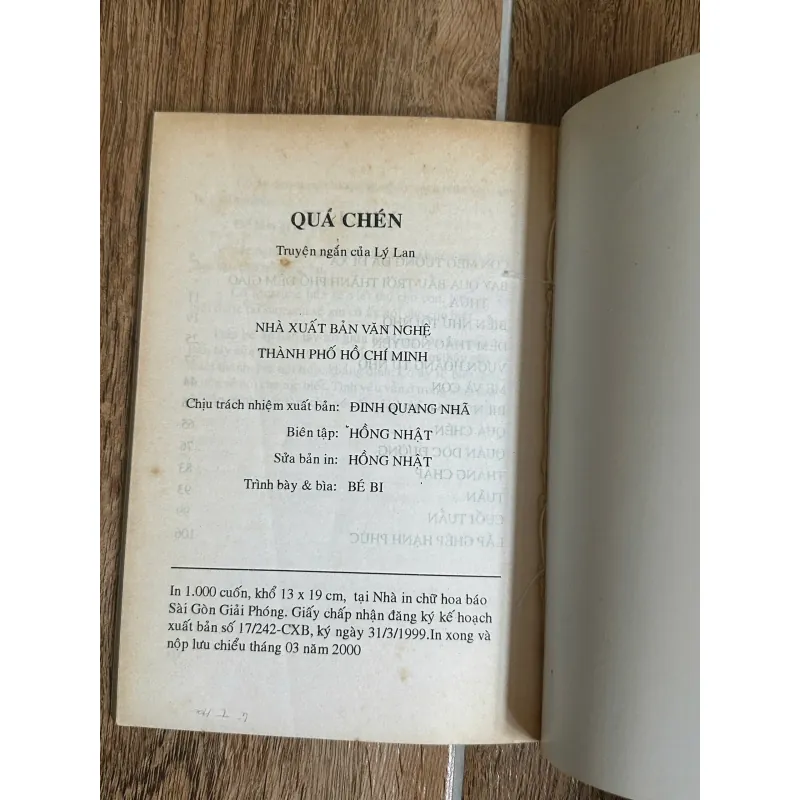 QUÁ CHÉN
Truyện ngắn của Lý Lan
NHÀ XUẤT BẢN VĂN NGHỆ
THÀNH PHỐ HỒ CHÍ MINH
Chịu trách nhiệm xuất bản: ĐINH QUANG NHÃ
Biên tập: HỒNG NHẬT
Sửa bản in: HỒNG NHẬT
Trình bày & bìa: BÉ BI
In 1.000 cuốn, khổ 13 x 19 cm, tại Nhà in chữ hoa báo
Sài Gòn Giải Phóng. Giấy chấp nhận đăng ký kế hoạch
xuất bản số 17/242-CXB, ký ngày 31/3/1999.In xong và
nộp lưu chiểu tháng 03 năm 2000